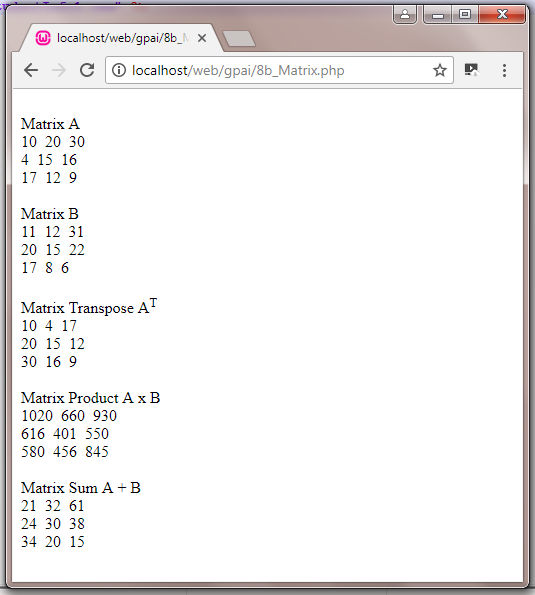 localhost/web/gpai/8b_M
localhost/web/gpai/8b_Matrix.php
Matrix A
10 20 30
4 15 16
17 12 9
Matrix B
11 12 31
20 15 22
17 8 6
Matrix Transpose Aᵀ
10 4 17
20 15 12
30 16 9
Matrix Product A x B
1020 660 930
616 401 550
580 456 845
Matrix Sum A + B
21 32 61
24 30 38
34 20 15